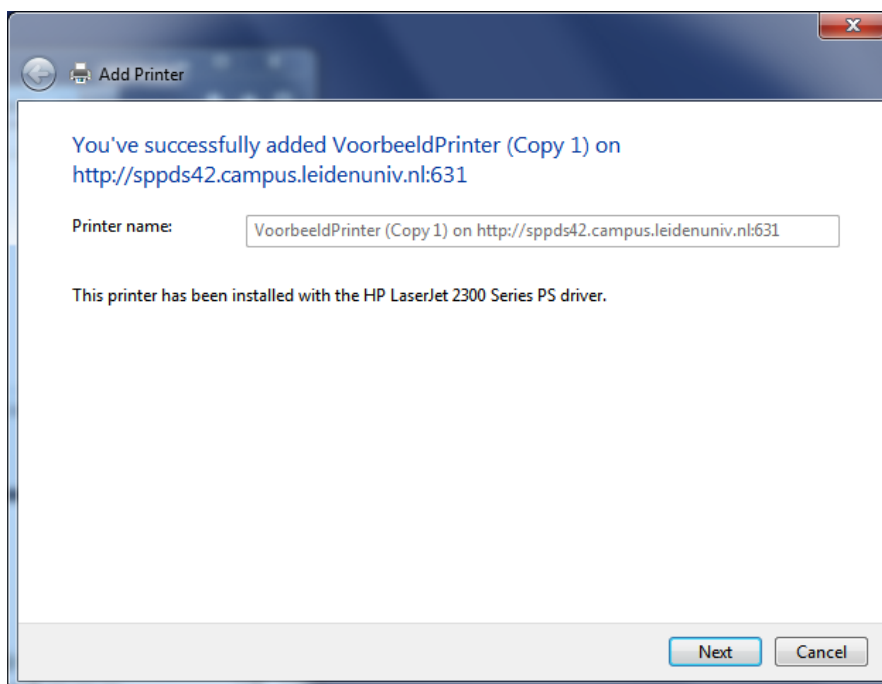 Add Printer
You've successfully added VoorbeeldPrinter (Copy 1) on
http://sppds42.campus.leidenuniv.nl:631
Printer name: VoorbeeldPrinter (Copy 1) on http://sppds42.campus.leidenuniv.nl:631
This printer has been installed with the HP LaserJet 2300 Series PS driver.
Next Cancel